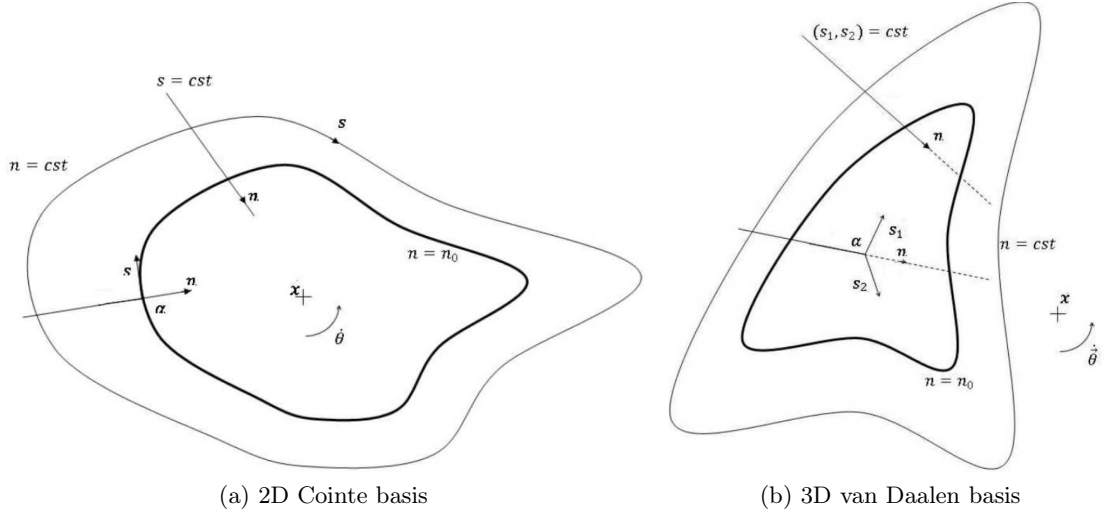 s = cst
n = cst
s
n
n = n₀
s
n
α
x
θ̇
(s₁, s₂) = cst
n
s₁
α
n
s₂
n = cst
x
θ̇
n = n₀
(a) 2D Cointe basis
(b) 3D van Daalen basis